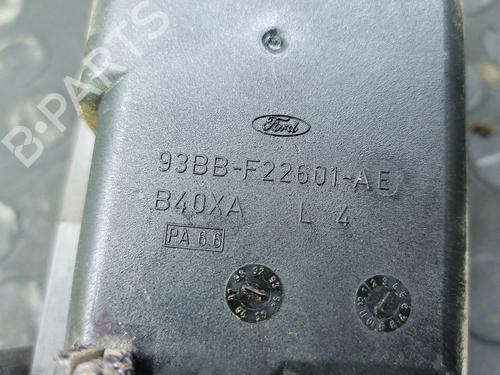 B-PARTS
Ford
93BB-F22601-AE
B40XA L 4
PA 66